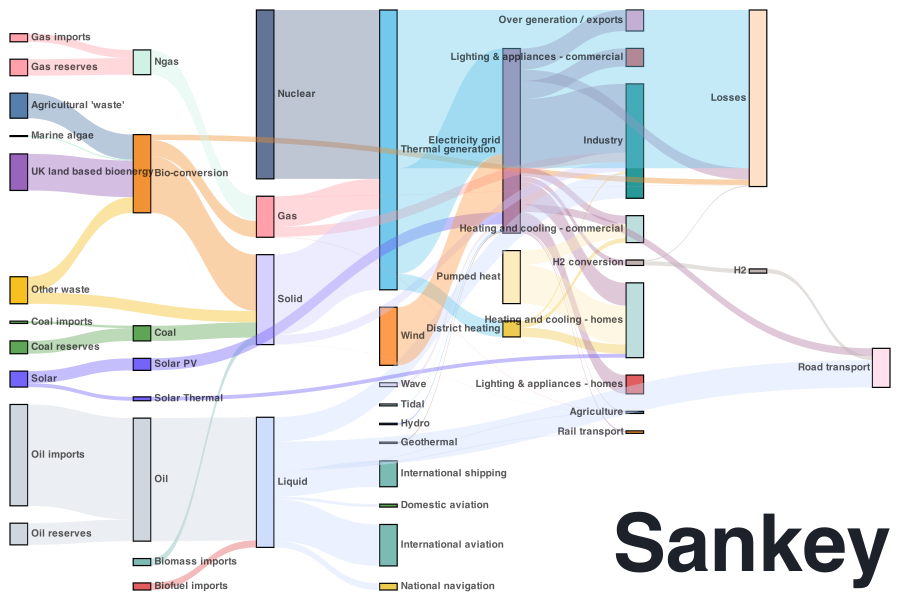 Gas imports
Gas reserves
Agricultural 'waste'
Marine algae
UK land based bioenergy
Other waste
Coal imports
Coal reserves
Solar
Oil imports
Oil reserves
Ngas
Bio-conversion
Coal
Solar PV
Solar Thermal
Oil
Biomass imports
Biofuel imports
Nuclear
Gas
Solid
Liquid
Thermal generation
Wind
Wave
Tidal
Hydro
Geothermal
International shipping
Domestic aviation
International aviation
National navigation
Electricity grid
Pumped heat
District heating
Over generation / exports
Lighting & appliances - commercial
Industry
Heating and cooling - commercial
H2 conversion
Heating and cooling - homes
Lighting & appliances - homes
Agriculture
Rail transport
Losses
H2
Road transport
Sankey